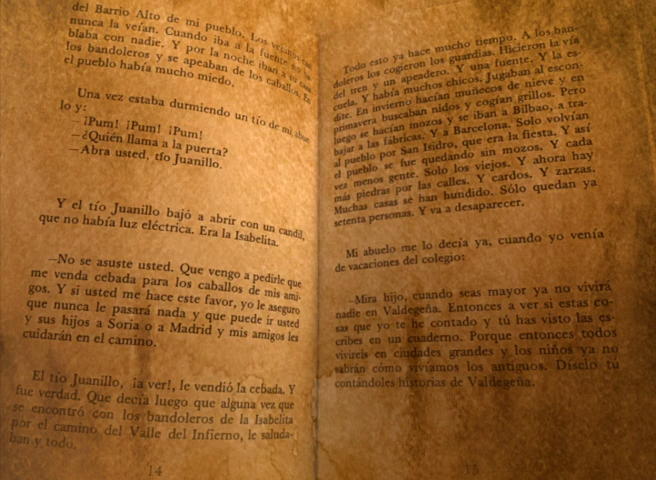 del Barrio Alto de mi pueblo. Los
nunca la veían. Cuando iba a la fuente no
blaba con nadie. Y por la noche iban a su casa
los bandoleros y se apeaban de los caballos. En
el pueblo había mucho miedo.
Una vez estaba durmiendo un tío de mi abue
lo y:
—¡Pum! ¡Pum! ¡Pum!
—¿Quién llama a la puerta?
—Abra usted, tío Juanillo.
Y el tío Juanillo bajó a abrir con un candil,
que no había luz eléctrica. Era la Isabelita.
—No se asuste usted. Que vengo a pedirle que
me venda cebada para los caballos de mis ami-
gos. Y si usted me hace este favor, yo le aseguro
que nunca le pasará nada y que puede ir usted
y sus hijos a Soria o a Madrid y mis amigos les
cuidarán en el camino.
El tío Juanillo, ¡a ver!, le vendió la cebada. Y
fue verdad. Que decía luego que alguna vez que
se encontró con los bandoleros de la Isabelita
por el camino del Valle del Infierno, le saluda-
ban y todo.
14
Todo esto ya hace mucho tiempo. A los ban-
doleros los cogieron los guardias. Hicieron la vía
del tren y un apeadero. Y una fuente. Y la es-
cuela. Y había muchos chicos. Jugaban al escon-
dite. En invierno hacían muñecos de nieve y en
primavera buscaban nidos y cogían grillos. Pero
luego se hacían mozos y se iban a Bilbao, a tra-
bajar a las fábricas. Y a Barcelona. Solo volvían
al pueblo por San Isidro, que era la fiesta. Y así
el pueblo se fue quedando sin mozos. Y cada
vez menos gente. Solo los viejos. Y ahora hay
más piedras por las calles. Y cardos. Y zarzas.
Muchas casas se han hundido. Sólo quedan ya
setenta personas. Y va a desaparecer.
Mi abuelo me lo decía ya, cuando yo venía
de vacaciones del colegio:
—Mira hijo, cuando seas mayor ya no vivirá
nadie en Valdegeña. Entonces a ver si estas co-
sas que yo te he contado y tú has visto las es-
cribes en un cuaderno. Porque entonces todos
viviréis en ciudades grandes y los niños ya no
sabrán cómo vivíamos los antiguos. Díselo tú
contándoles historias de Valdegeña.
15